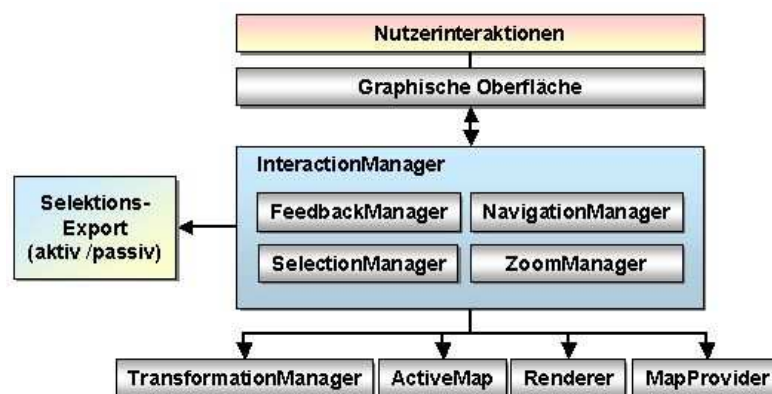 Nutzerinteraktionen
Graphische Oberfläche
InteractionManager
FeedbackManager
NavigationManager
SelectionManager
ZoomManager
Selektions-
Export
(aktiv /passiv)
TransformationManager
ActiveMap
Renderer
MapProvider